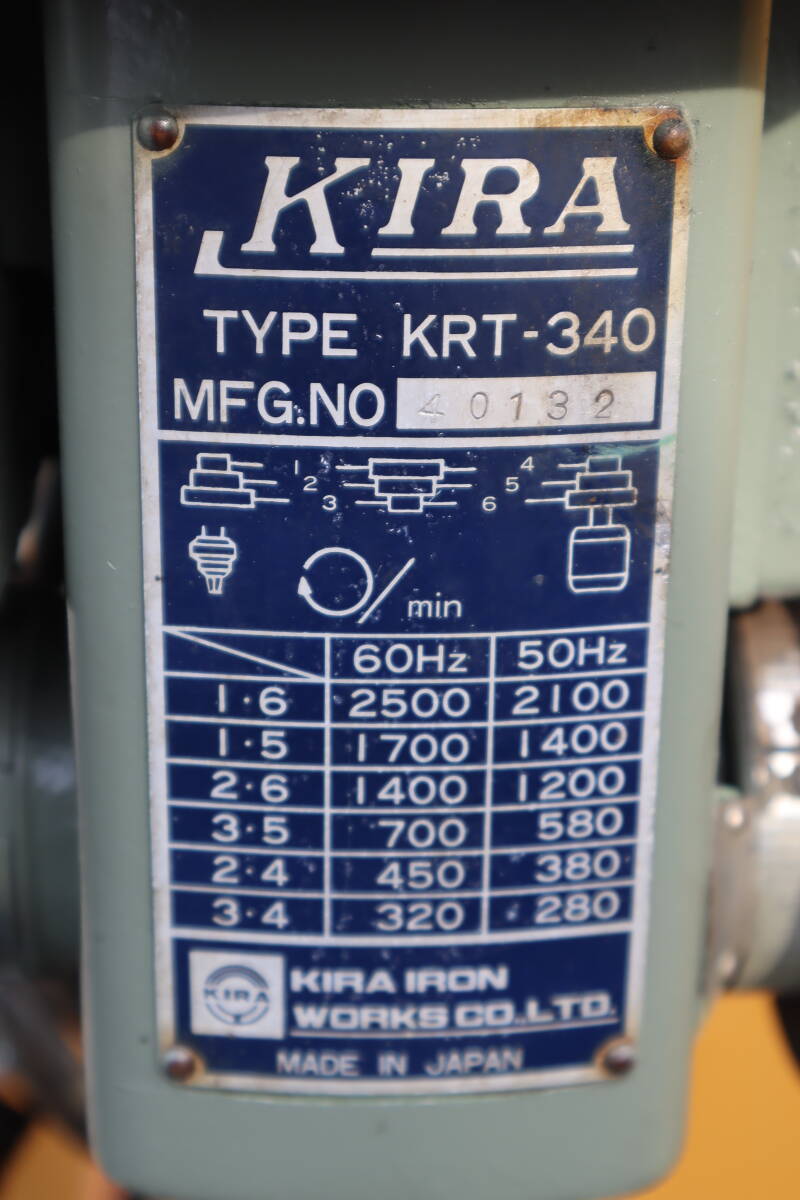 KIRA
TYPE KRT-340
MFG.NO 40132
1 4
2 5
3 6
/min
60Hz 50Hz
1·6 2500 2100
1·5 1700 1400
2·6 1400 1200
3·5 700 580
2·4 450 380
3·4 320 280
KIRA KIRA IRON
WORKS CO.,LTD.
MADE IN JAPAN